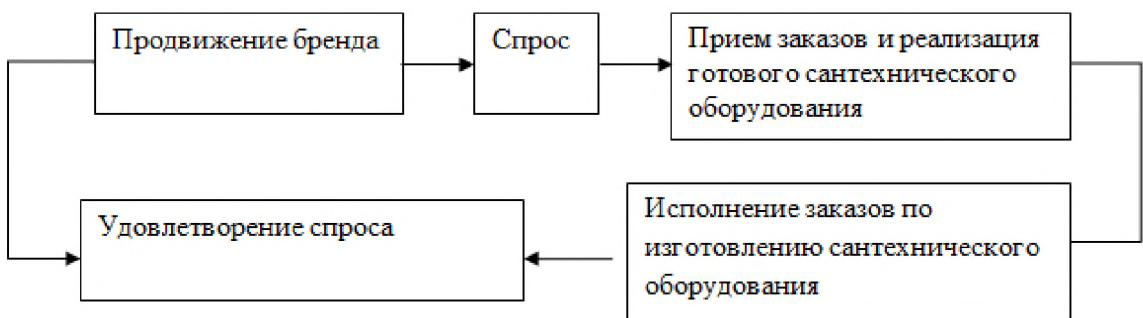 Продвижение бренда
Спрос
Прием заказов и реализация
готового сантехнического
оборудования
Удовлетворение спроса
Исполнение заказов по
изготовлению сантехнического
оборудования